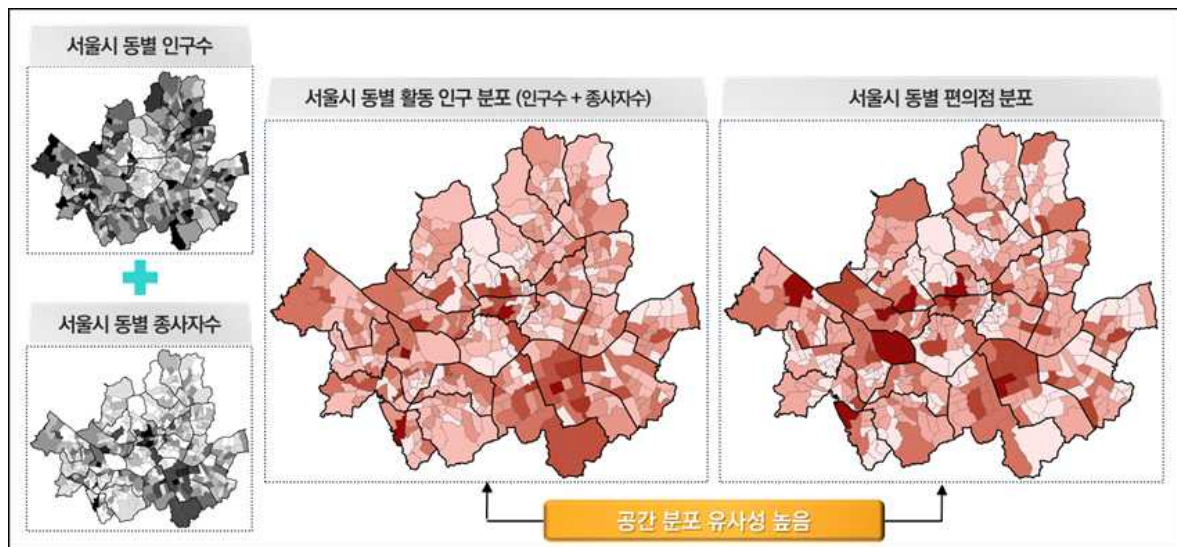 서울시 동별 인구수
서울시 동별 종사자수
서울시 동별 활동 인구 분포 (인구수 + 종사자수)
서울시 동별 편의점 분포
공간 분포 유사성 높음